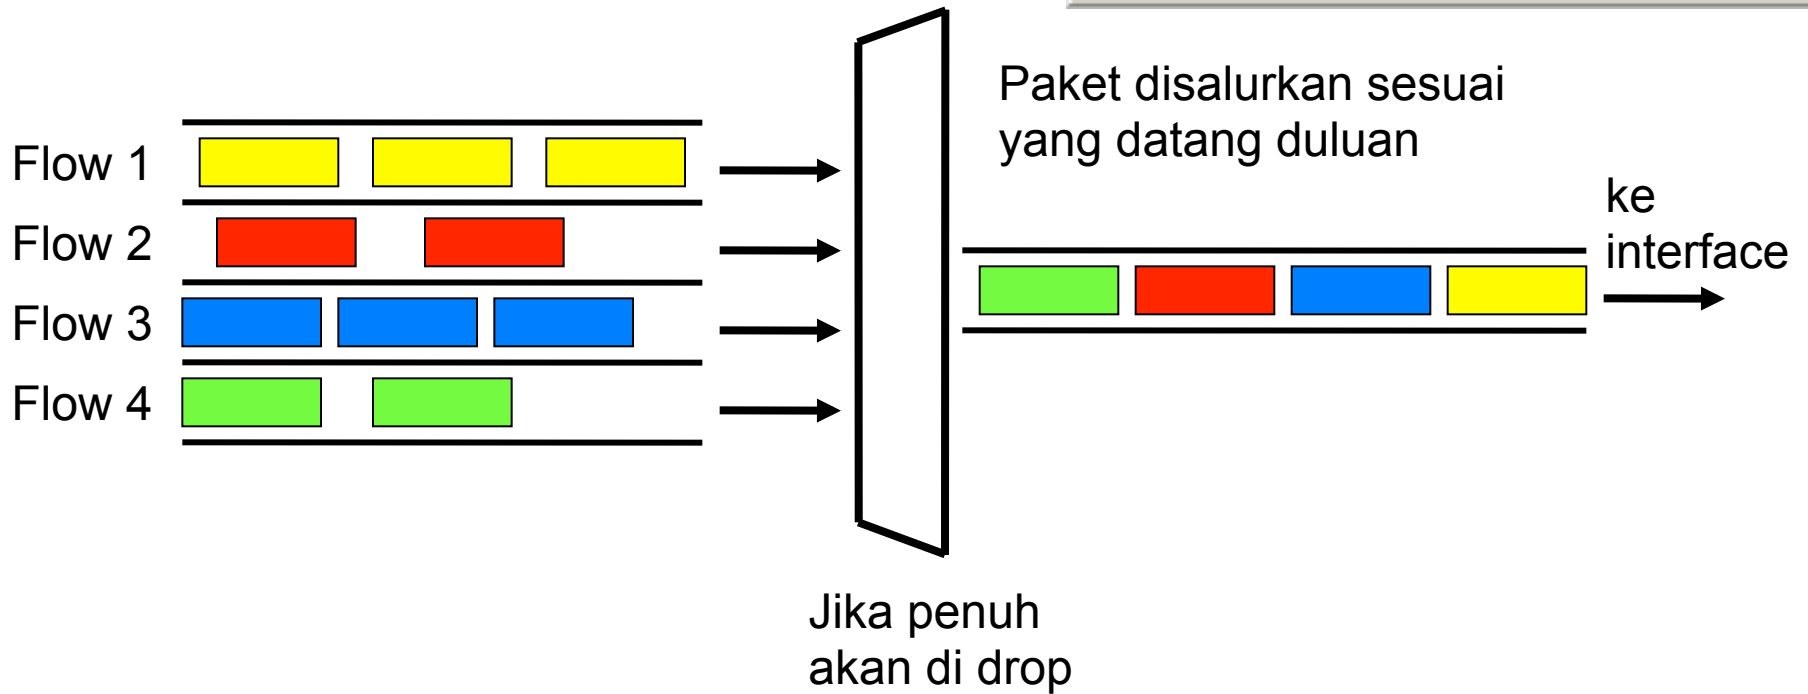 Flow 1
Flow 2
Flow 3
Flow 4
Paket disalurkan sesuai
yang datang duluan
ke
interface
Jika penuh
akan di drop